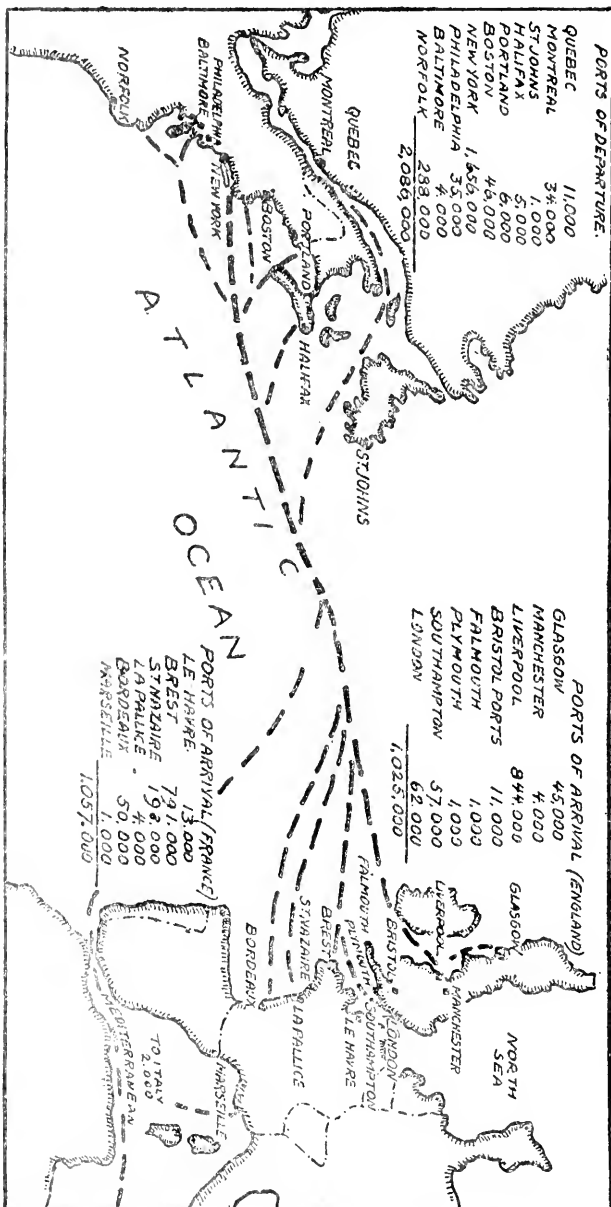 PORTS OF DEPARTURE.
QUEBEC 11,000
MONTREAL 34,000
ST JOHNS 1,000
HALIFAX 5,000
PORTLAND 6,000
BOSTON 46,000
NEW YORK 1,656,000
PHILADELPHIA 35,000
BALTIMORE 4,000
NORFOLK 288,000
2,086,000
PORTS OF ARRIVAL (ENGLAND)
GLASGOW 45,000
MANCHESTER 4,000
LIVERPOOL 844,000
BRISTOL PORTS 11,000
FALMOUTH 1,000
PLYMOUTH 1,000
SOUTHAMPTON 57,000
LONDON 62,000
1,025,000
QUEBEC
MONTREAL
ST JOHNS
PORTLAND
HALIFAX
BOSTON
NEW YORK
PHILADELPHIA
BALTIMORE
NORFOLK
ATLANTIC
OCEAN
NORTH
SEA
GLASGOW
LIVERPOOL
MANCHESTER
BRISTOL
LONDON
SOUTHAMPTON
FALMOUTH
PLYMOUTH
LE HAVRE
BREST
ST. NAZAIRE
LA PALLICE
BORDEAUX
MARSEILLE
TO ITALY
2,000
MEDITERRANEAN
PORTS OF ARRIVAL (FRANCE)
LE HAVRE. 13.000
BREST 791.000
ST NAZAIRE 198.000
LA PALLICE . 4.000
BORDEAUX 50.000
MARSEILLE 1.000
1.057.000